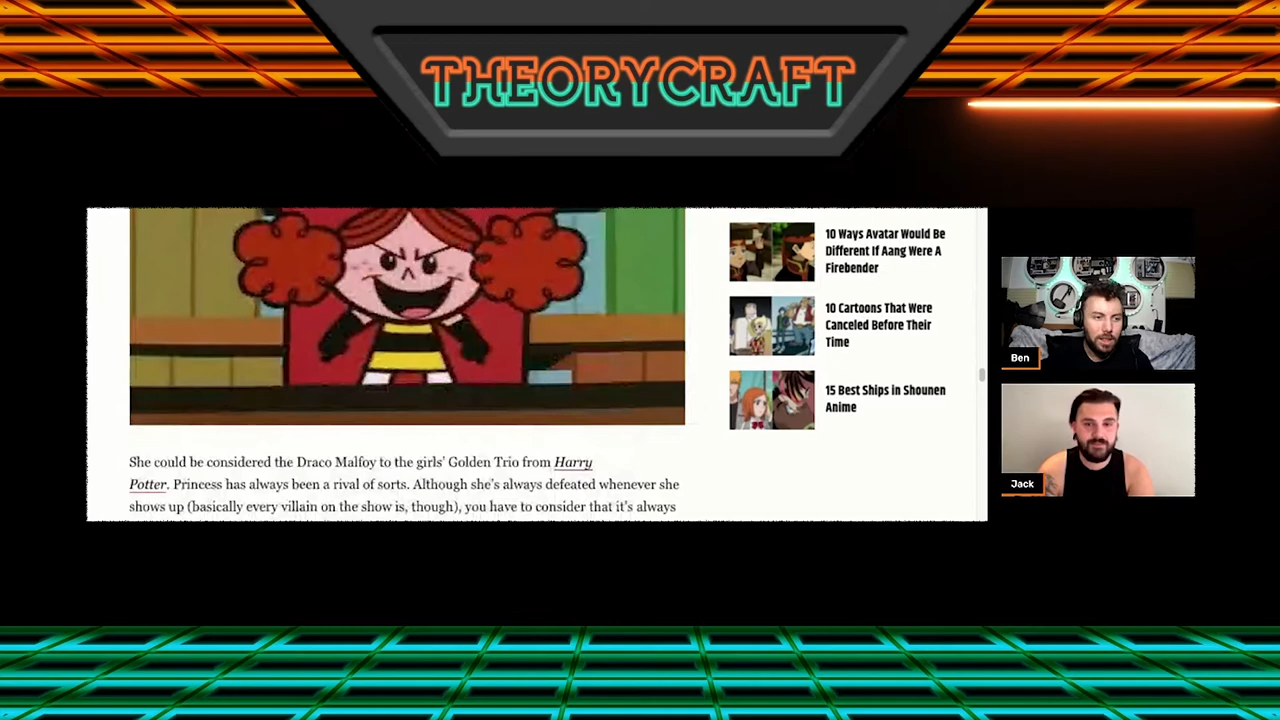 THEORYCRAFT
10 Ways Avatar Would Be
Different If Aang Were A
Firebender
10 Cartoons That Were
Canceled Before Their
Time
15 Best Ships in Shounen
Anime
She could be considered the Draco Malfoy to the girls’ Golden Trio from Harry
Potter. Princess has always been a rival of sorts. Although she’s always defeated whenever she
shows up (basically every villain on the show is, though), you have to consider that it’s always
Ben
Jack